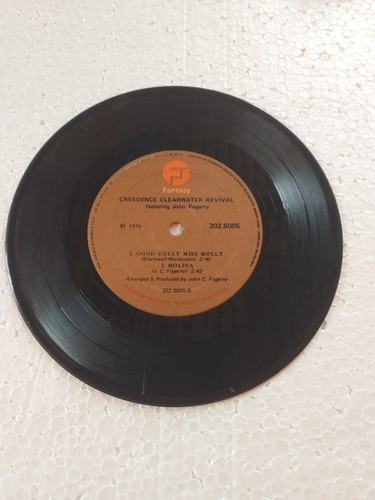 Fantasy
CREEDENCE CLEARWATER REVIVAL
featuring John Fogerty
℗ 1976
202.5005
1. GOOD GOLLY MISS MOLLY
(Blackwell-Marascalco) 2:40
2. MOLINA
(J. C. Fogerty) 2:42
Arranged & Produced by John C. Fogerty
202.5005 B